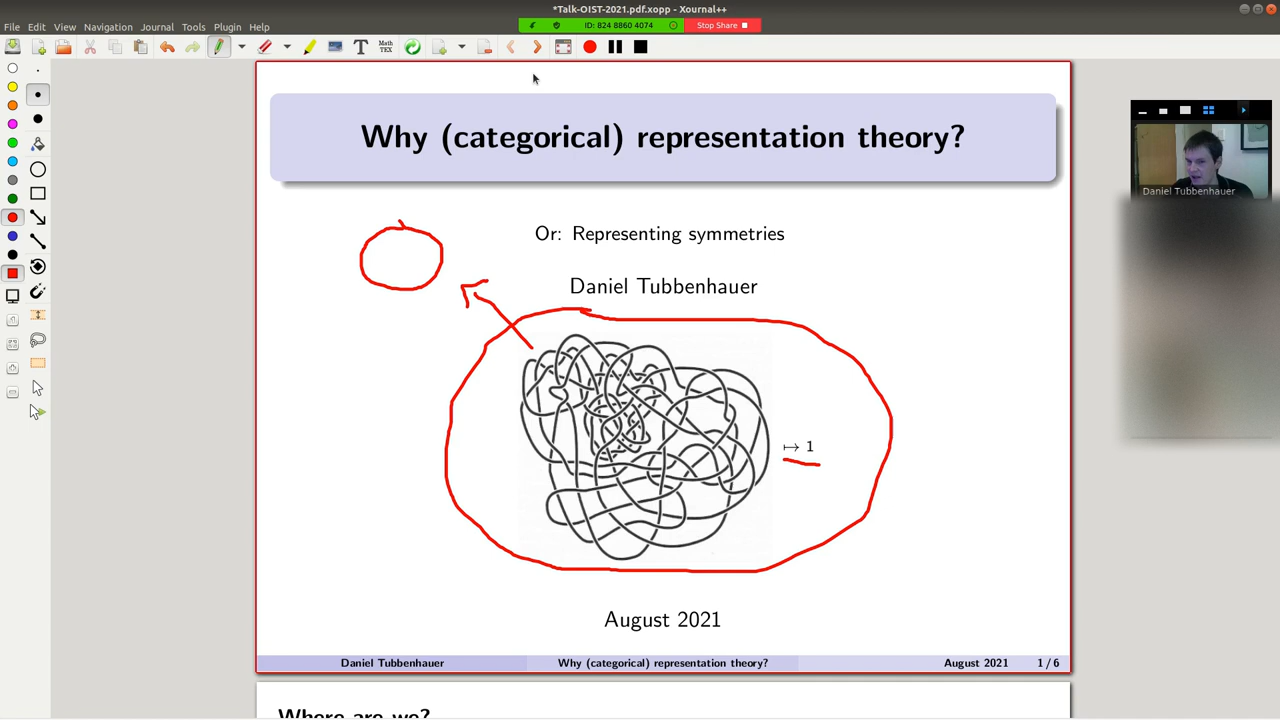 *Talk-OIST-2021.pdf.xopp - Xournal++
File Edit View Navigation Journal Tools Plugin Help
ID: 824 8860 4074 Stop Share
T Math TEX
Why (categorical) representation theory?
Daniel Tubbenhauer
Or: Representing symmetries
Daniel Tubbenhauer
↦ 1
August 2021
Daniel Tubbenhauer Why (categorical) representation theory? August 2021 1 / 6
Where are we?